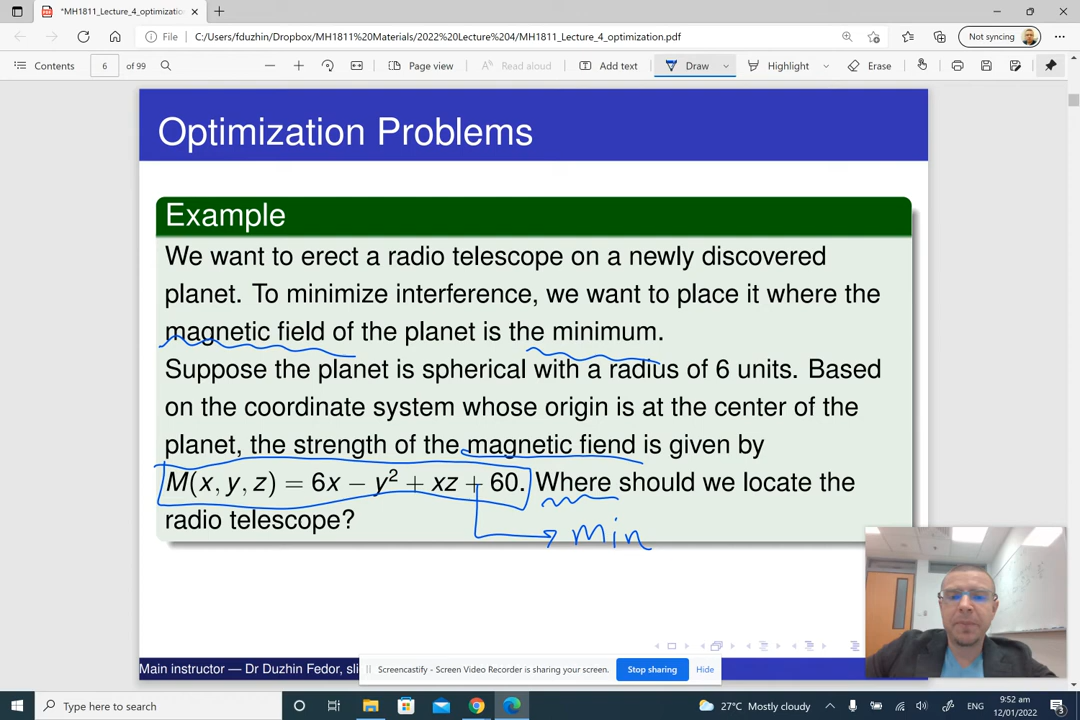 *MH1811_Lecture_4_optimization.
File
C:/Users/fduzhin/Dropbox/MH1811%20Materials/2022%20Lecture%204/MH1811_Lecture_4_optimization.pdf
Not syncing
Contents
6
of 99
Page view
Read aloud
Add text
Draw
Highlight
Erase
Optimization Problems
Example
We want to erect a radio telescope on a newly discovered
planet. To minimize interference, we want to place it where the
magnetic field of the planet is the minimum.
Suppose the planet is spherical with a radius of 6 units. Based
on the coordinate system whose origin is at the center of the
planet, the strength of the magnetic fiend is given by
M(x, y, z) = 6x − y² + xz + 60. Where should we locate the
radio telescope?
min
Main instructor — Dr Duzhin Fedor, sli
Screencastify - Screen Video Recorder is sharing your screen.
Stop sharing
Hide
Type here to search
27°C Mostly cloudy
ENG
9:52 am
12/01/2022
3